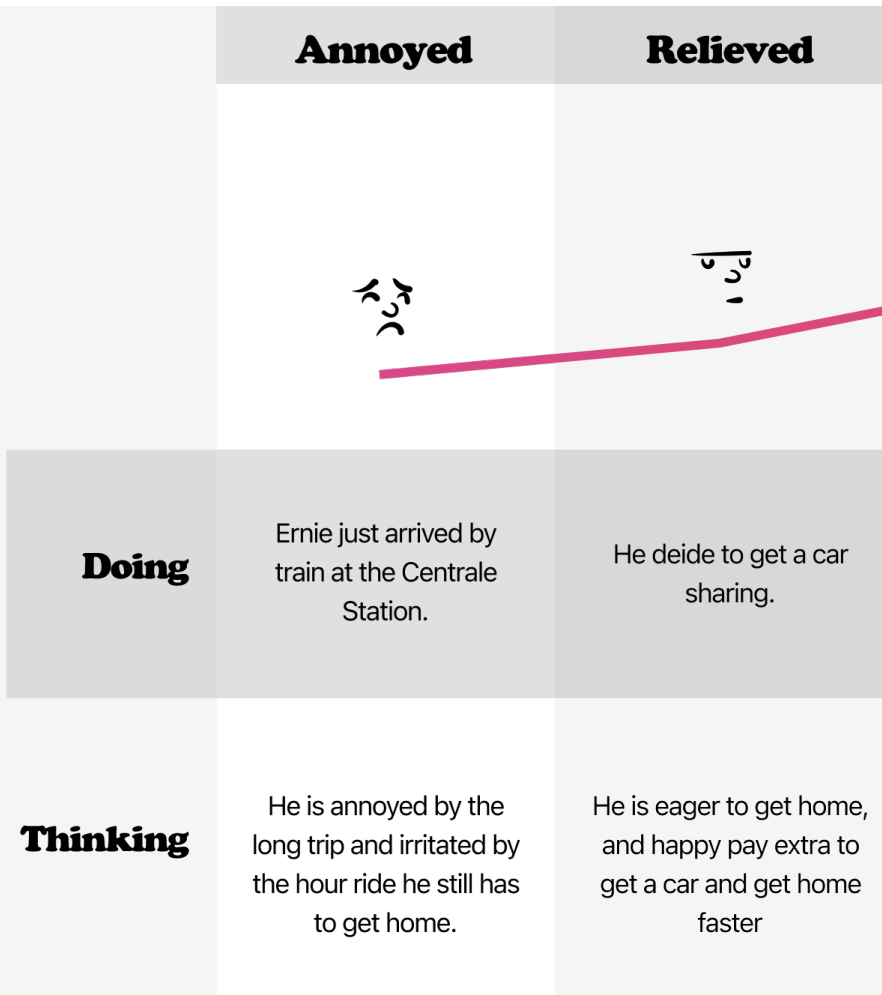 Annoyed
Relieved
Doing
Ernie just arrived by
train at the Centrale
Station.
He deide to get a car
sharing.
Thinking
He is annoyed by the
long trip and irritated by
the hour ride he still has
to get home.
He is eager to get home,
and happy pay extra to
get a car and get home
faster